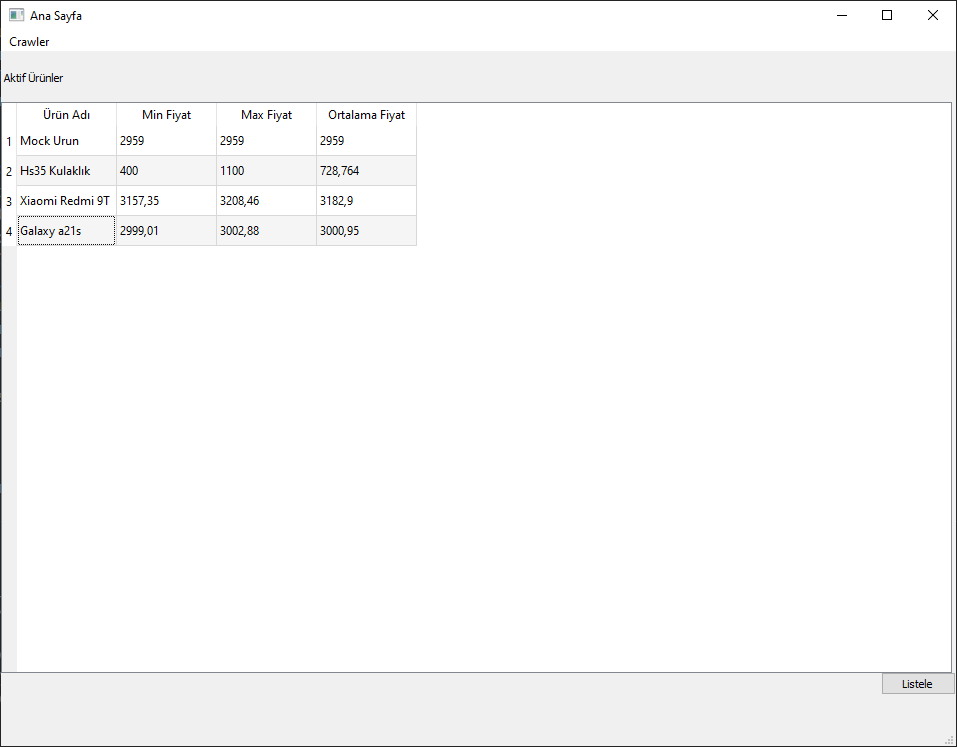 Ana Sayfa
Crawler
Aktif Ürünler
Ürün Adı Min Fiyat Max Fiyat Ortalama Fiyat
1 Mock Urun 2959 2959 2959
2 Hs35 Kulaklık 400 1100 728,764
3 Xiaomi Redmi 9T 3157,35 3208,46 3182,9
4 Galaxy a21s 2999,01 3002,88 3000,95
Listele